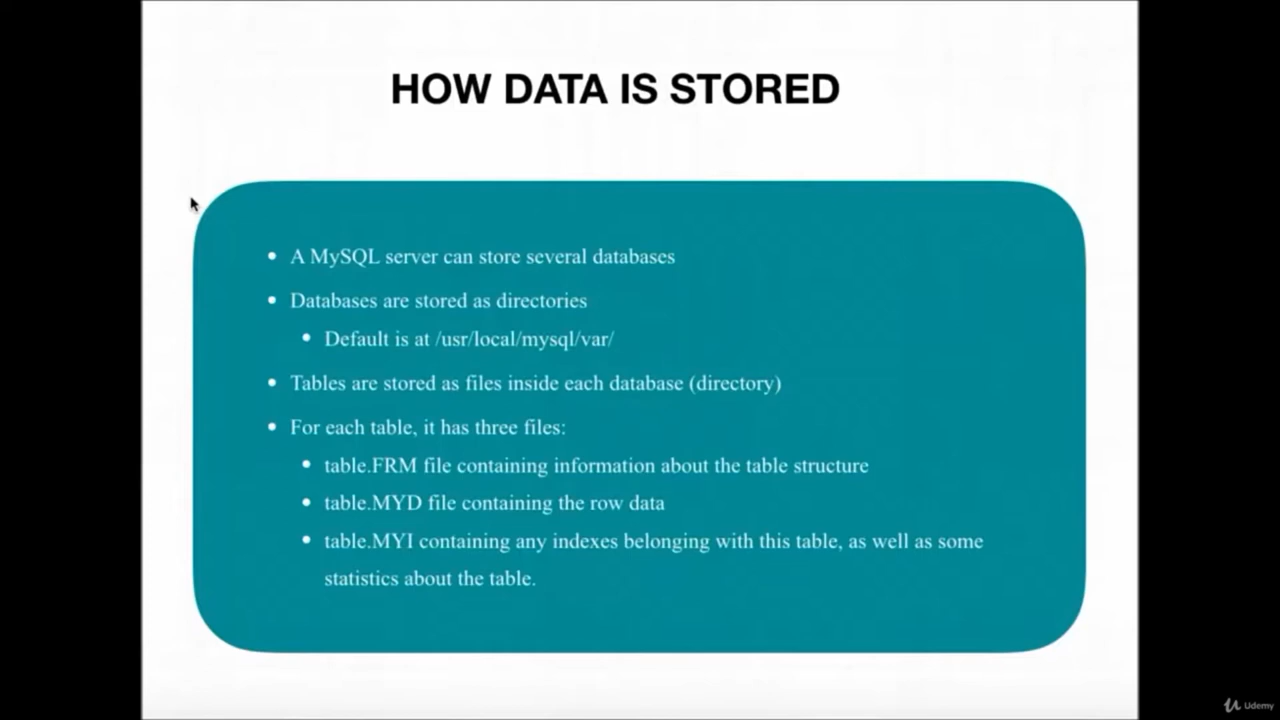 HOW DATA IS STORED
• A MySQL server can store several databases
• Databases are stored as directories
• Default is at /usr/local/mysql/var/
• Tables are stored as files inside each database (directory)
• For each table, it has three files:
• table.FRM file containing information about the table structure
• table.MYD file containing the row data
• table.MYI containing any indexes belonging with this table, as well as some
statistics about the table.
Udemy